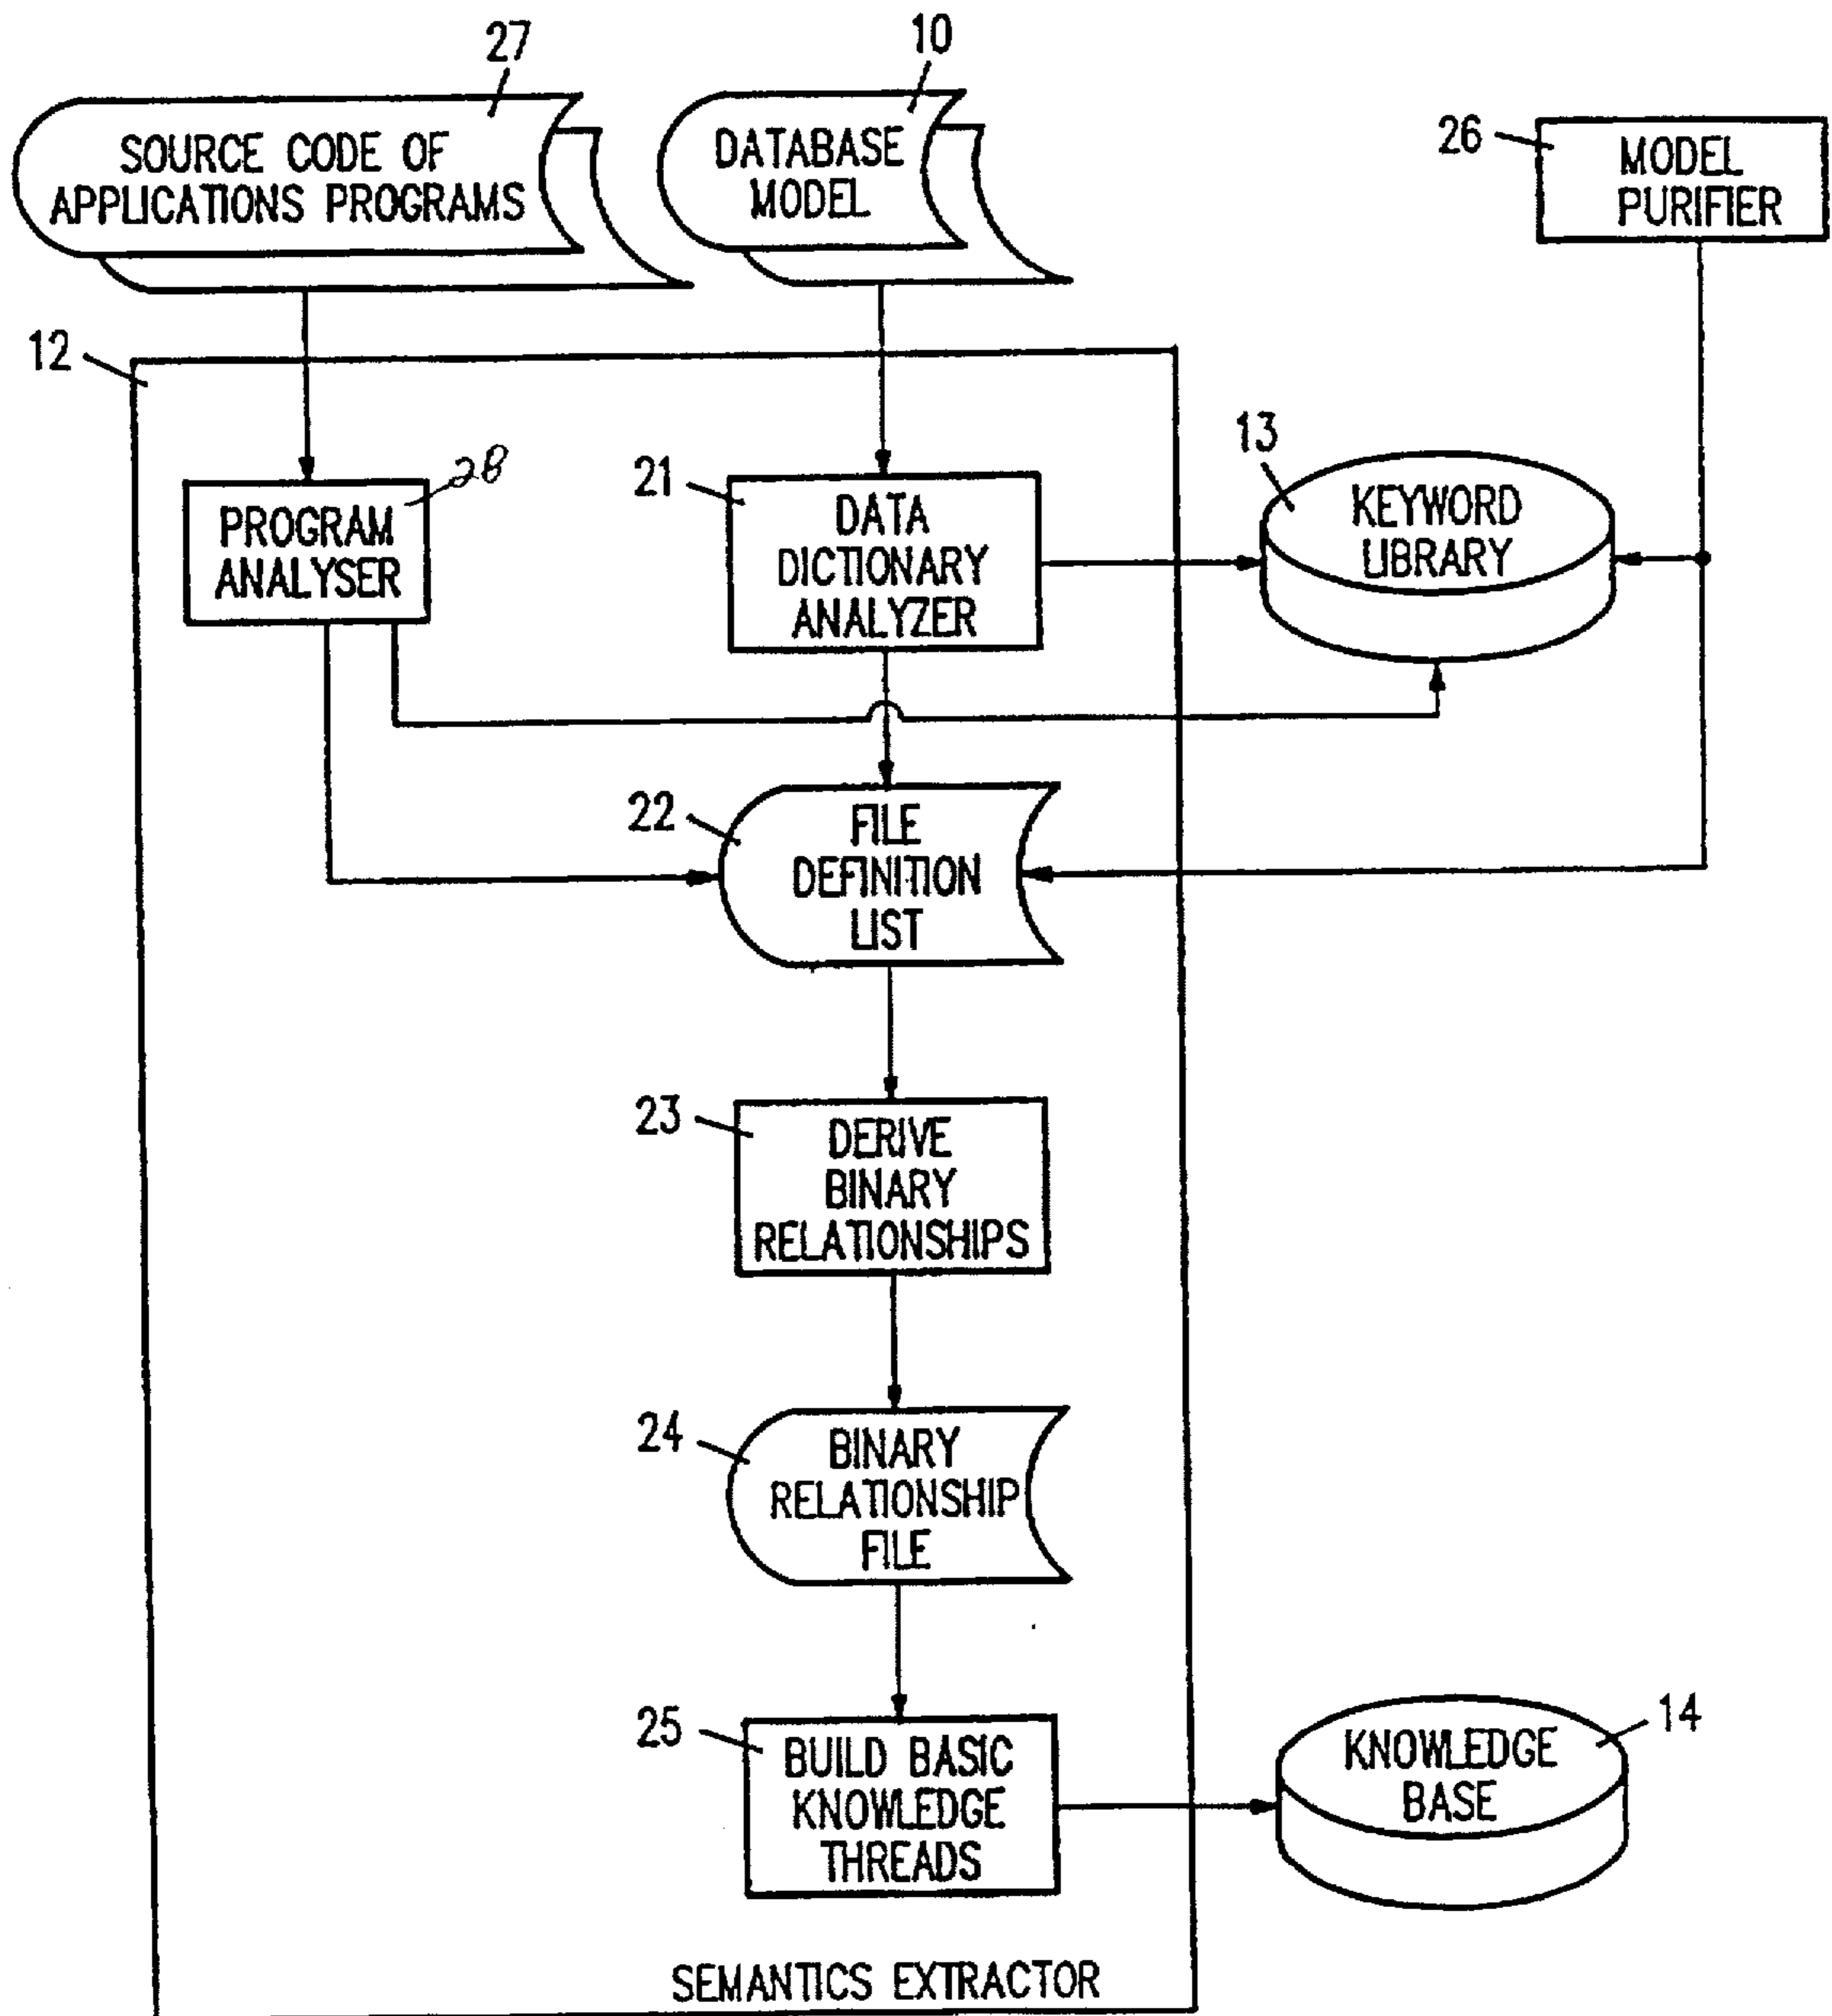 27
10
SOURCE CODE OF
APPLICATIONS PROGRAMS
DATABASE
MODEL
26
MODEL
PURIFIER
12
28
PROGRAM
ANALYSER
21
DATA
DICTIONARY
ANALYZER
13
KEYWORD
LIBRARY
22
FILE
DEFINITION
LIST
23
DERIVE
BINARY
RELATIONSHIPS
24
BINARY
RELATIONSHIP
FILE
25
BUILD BASIC
KNOWLEDGE
THREADS
14
KNOWLEDGE
BASE
SEMANTICS EXTRACTOR